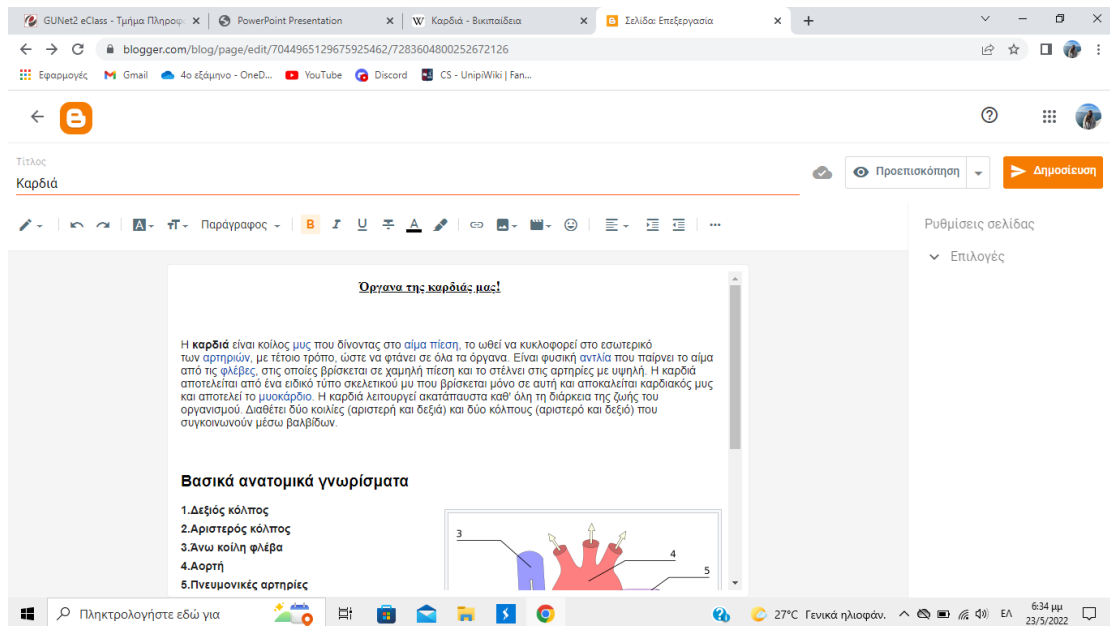 GUNet2 eClass - Τμήμα Πληροφ
PowerPoint Presentation
Καρδιά - Βικιπαίδεια
Σελίδα: Επεξεργασία
blogger.com/blog/page/edit/7044965129675925462/7283604800252672126
Εφαρμογές
Gmail
4ο εξάμηνο - OneD...
YouTube
Discord
CS - UnipiWiki | Fan...
Τίτλος
Καρδιά
Προεπισκόπηση
Δημοσίευση
Παράγραφος
Ρυθμίσεις σελίδας
Επιλογές
Όργανα της καρδιάς μας!
Η καρδιά είναι κοίλος μυς που δίνοντας στο αίμα πίεση, το ωθεί να κυκλοφορεί στο εσωτερικό
των αρτηριών, με τέτοιο τρόπο, ώστε να φτάνει σε όλα τα όργανα. Είναι φυσική αντλία που παίρνει το αίμα
από τις φλέβες, στις οποίες βρίσκεται σε χαμηλή πίεση και το στέλνει στις αρτηρίες με υψηλή. Η καρδιά
αποτελείται από ένα ειδικό τύπο σκελετικού μυ που βρίσκεται μόνο σε αυτή και αποκαλείται καρδιακός μυς
και αποτελεί το μυοκάρδιο. Η καρδιά λειτουργεί ακατάπαυστα καθ' όλη τη διάρκεια της ζωής του
οργανισμού. Διαθέτει δύο κοιλίες (αριστερή και δεξιά) και δύο κόλπους (αριστερό και δεξιό) που
συγκοινωνούν μέσω βαλβίδων.
Βασικά ανατομικά γνωρίσματα
1.Δεξιός κόλπος
2.Αριστερός κόλπος
3.Άνω κοίλη φλέβα
4.Αορτή
5.Πνευμονικές αρτηρίες
3
4
5
Πληκτρολογήστε εδώ για
27°C Γενικά ηλιοφάν.
ΕΛ
6:34 μμ
23/5/2022